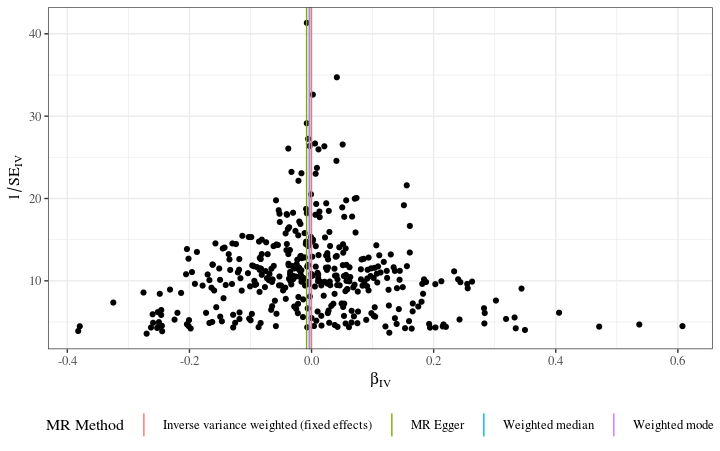 40
30
20
10
1/SE_IV
-0.4 -0.2 0.0 0.2 0.4 0.6
β_IV
MR Method Inverse variance weighted (fixed effects) MR Egger Weighted median Weighted mode